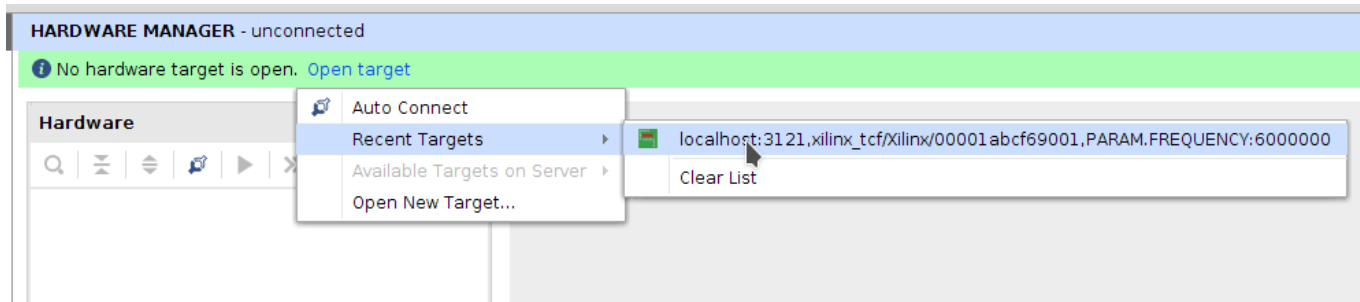 HARDWARE MANAGER - unconnected
No hardware target is open. Open target
Hardware
Auto Connect
Recent Targets
Available Targets on Server
Open New Target...
localhost:3121,xilinx_tcf/Xilinx/00001abcf69001,PARAM.FREQUENCY:6000000
Clear List